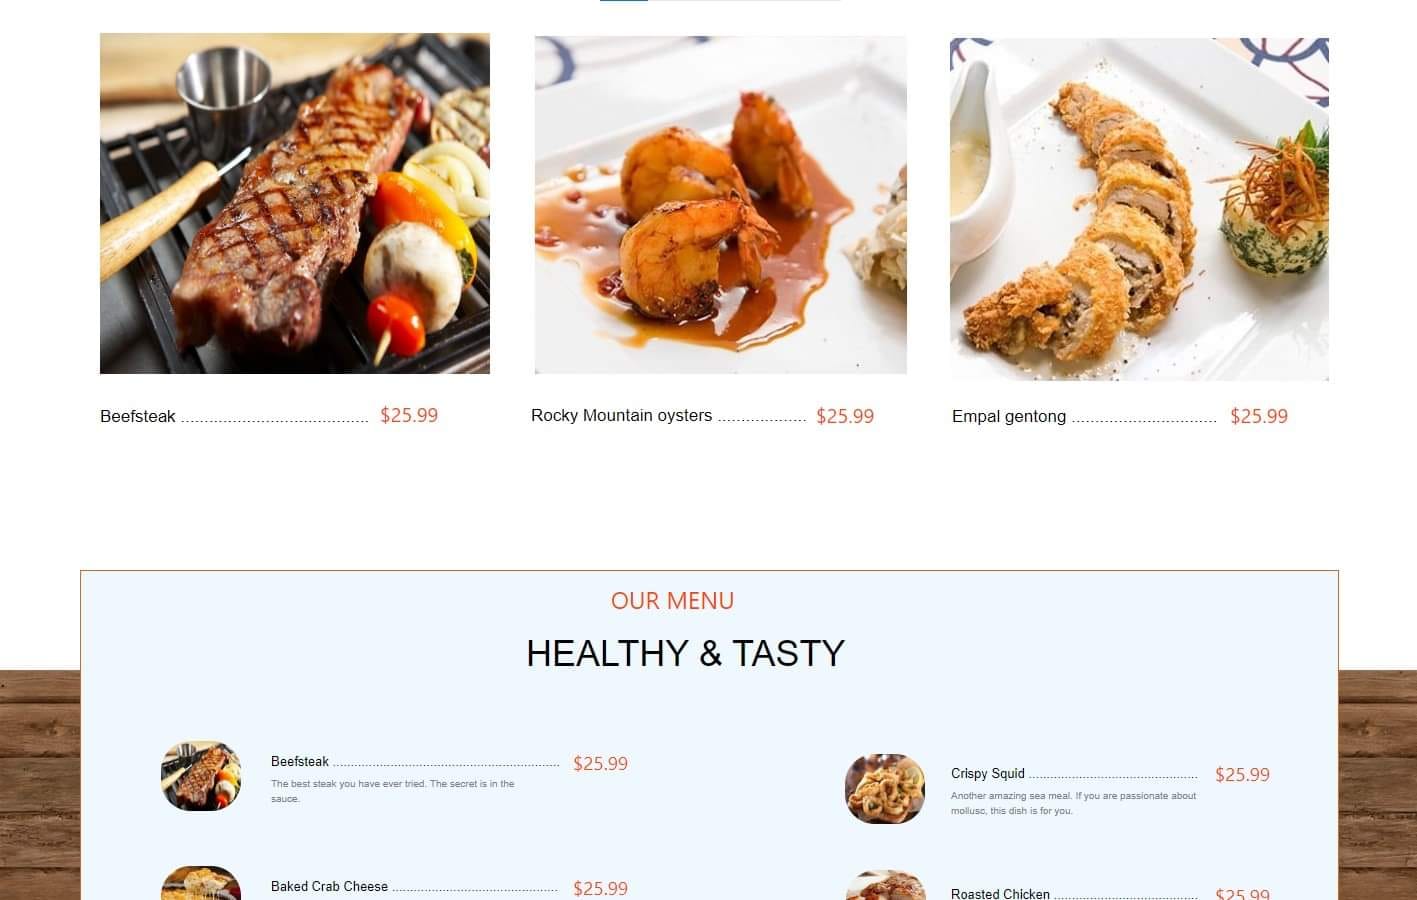 Beefsteak ....................................... $25.99
Rocky Mountain oysters .................. $25.99
Empal gentong .............................. $25.99
OUR MENU
HEALTHY & TASTY
Beefsteak ............................................................... $25.99
The best steak you have ever tried. The secret is in the
sauce.
Crispy Squid ............................................... $25.99
Another amazing sea meal. If you are passionate about
mollusc, this dish is for you.
Baked Crab Cheese .............................................. $25.99
Roasted Chicken ........................................ $25.99